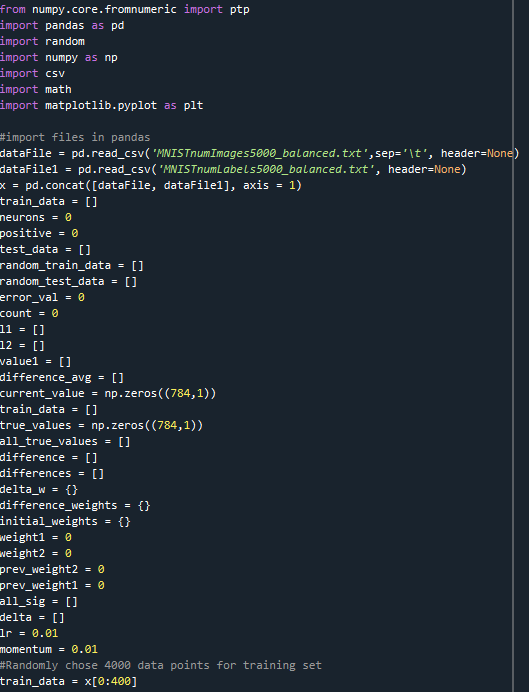 from numpy.core.fromnumeric import ptp
import pandas as pd
import random
import numpy as np
import csv
import math
import matplotlib.pyplot as plt
#import files in pandas
dataFile = pd.read_csv('MNISTnumImages5000_balanced.txt',sep='\t', header=None)
dataFile1 = pd.read_csv('MNISTnumLabels5000_balanced.txt', header=None)
x = pd.concat([dataFile, dataFile1], axis = 1)
train_data = []
neurons = 0
positive = 0
test_data = []
random_train_data = []
random_test_data = []
error_val = 0
count = 0
l1 = []
l2 = []
value1 = []
difference_avg = []
current_value = np.zeros((784,1))
train_data = []
true_values = np.zeros((784,1))
all_true_values = []
difference = []
differences = []
delta_w = {}
difference_weights = {}
initial_weights = {}
weight1 = 0
weight2 = 0
prev_weight2 = 0
prev_weight1 = 0
all_sig = []
delta = []
lr = 0.01
momentum = 0.01
#Randomly chose 4000 data points for training set
train_data = x[0:400]